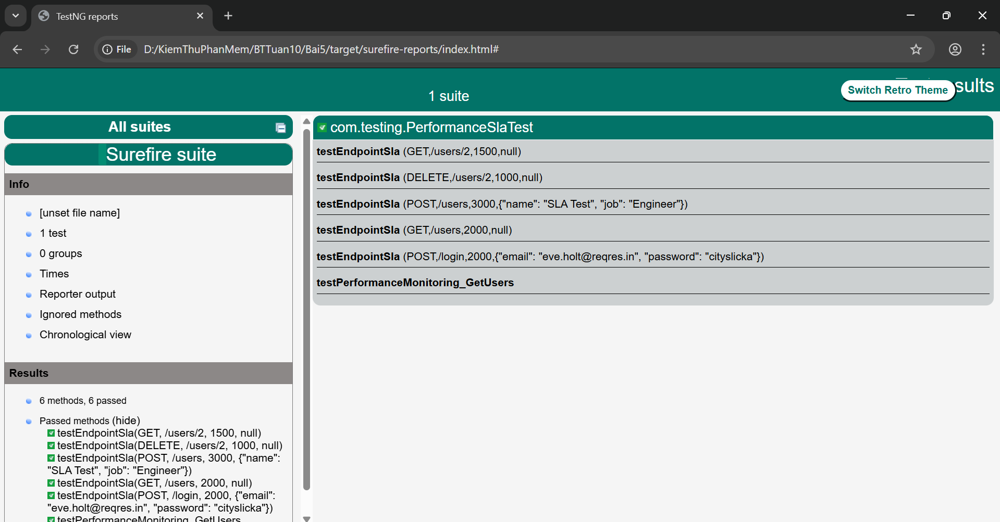 TestNG reports
File
D:/KiemThuPhanMem/BTTuan10/Bai5/target/surefire-reports/index.html#
sults
Switch Retro Theme
1 suite
All suites
Surefire suite
Info
[unset file name]
1 test
0 groups
Times
Reporter output
Ignored methods
Chronological view
Results
6 methods, 6 passed
Passed methods (hide)
testEndpointSla(GET, /users/2, 1500, null)
testEndpointSla(DELETE, /users/2, 1000, null)
testEndpointSla(POST, /users, 3000, {"name":
"SLA Test", "job": "Engineer"})
testEndpointSla(GET, /users, 2000, null)
testEndpointSla(POST, /login, 2000, {"email":
"eve.holt@reqres.in", "password": "cityslicka"})
testPerformanceMonitoring_GetUsers
com.testing.PerformanceSlaTest
testEndpointSla (GET,/users/2,1500,null)
testEndpointSla (DELETE,/users/2,1000,null)
testEndpointSla (POST,/users,3000,{"name": "SLA Test", "job": "Engineer"})
testEndpointSla (GET,/users,2000,null)
testEndpointSla (POST,/login,2000,{"email": "eve.holt@reqres.in", "password": "cityslicka"})
testPerformanceMonitoring_GetUsers